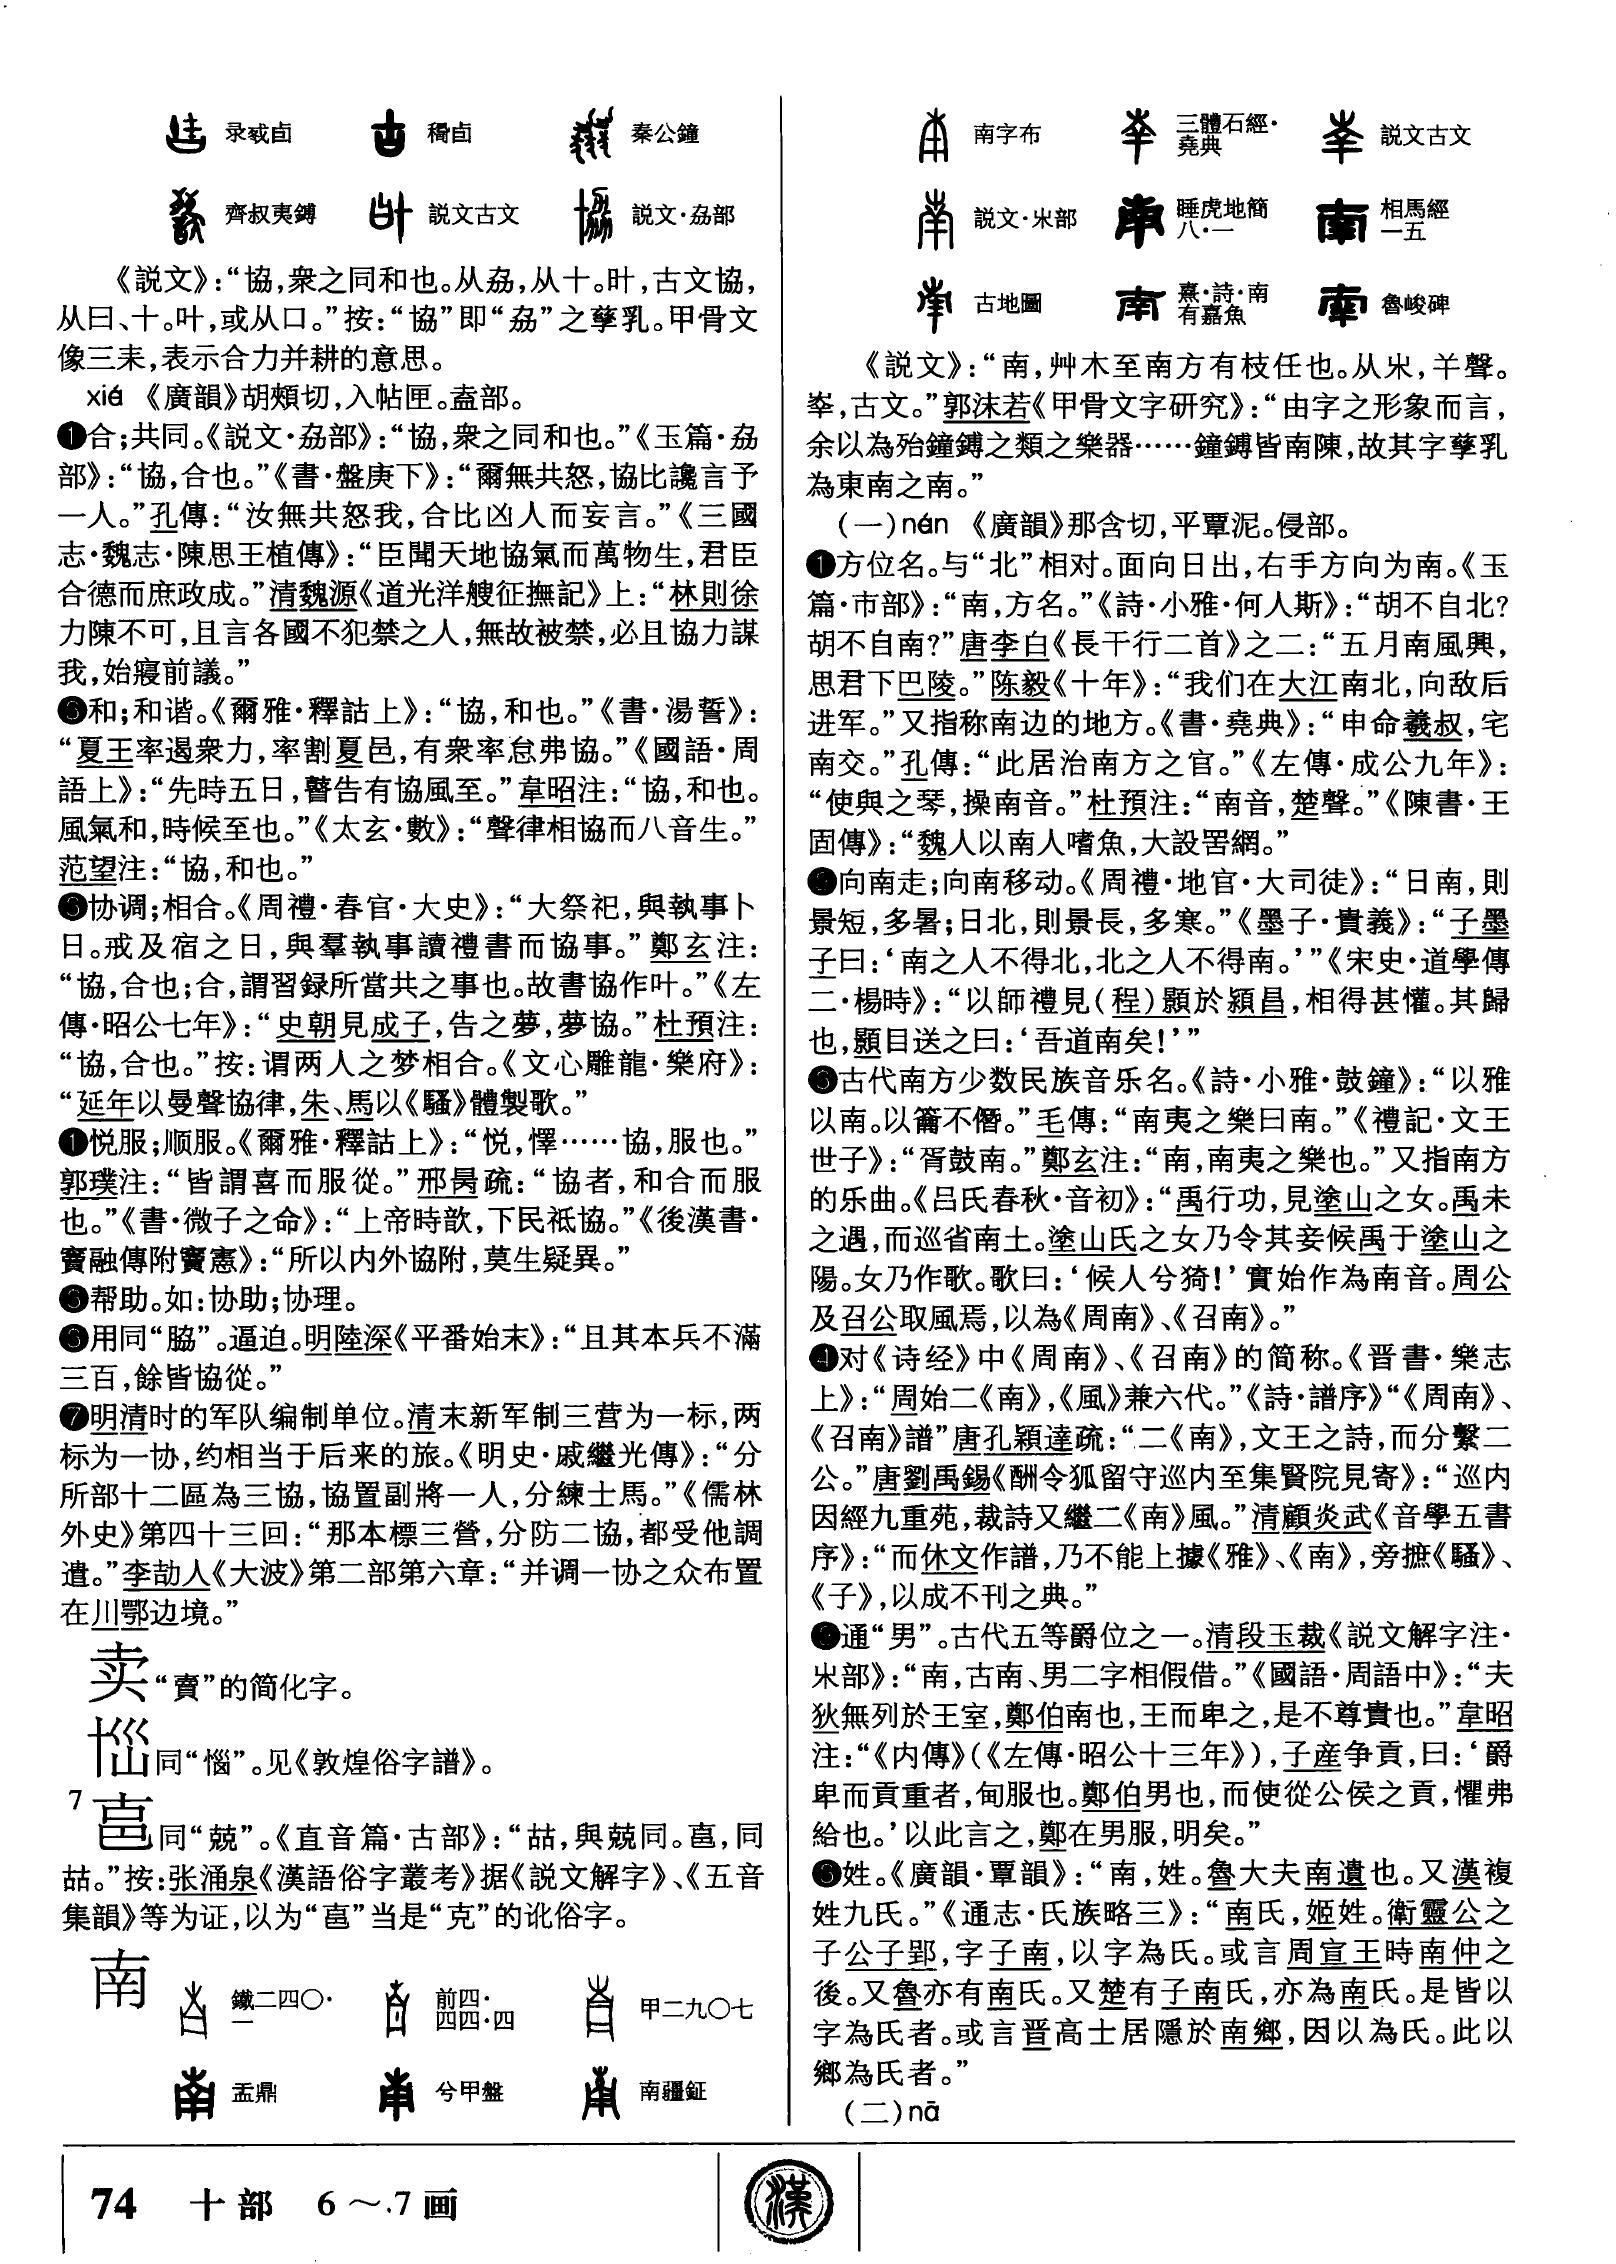 录㦰卣 䆁卣 秦公鐘
齊叔夷鎛 説文古文 説文·劦部
《説文》：“協，衆之同和也。从劦，从十。旪，古文協，
从曰、十。叶，或从口。”按：“協”即“劦”之孳乳。甲骨文
像三耒，表示合力并耕的意思。
xié 《廣韻》胡頰切，入帖匣。盍部。
❶合；共同。《説文·劦部》：“協，衆之同和也。”《玉篇·劦
部》：“協，合也。”《書·盤庚下》：“爾無共怒，協比讒言予
一人。”孔傳：“汝無共怒我，合比凶人而妄言。”《三國
志·魏志·陳思王植傳》：“臣聞天地協氣而萬物生，君臣
合德而庶政成。”清魏源《道光洋艘征撫記》上：“林則徐
力陳不可，且言各國不犯禁之人，無故被禁，必且協力謀
我，始寢前議。”
❷和；和谐。《爾雅·釋詁上》：“協，和也。”《書·湯誓》：
“夏王率遏衆力，率割夏邑，有衆率怠弗協。”《國語·周
語上》：“先時五日，瞽告有協風至。”韋昭注：“協，和也。
風氣和，時候至也。”《太玄·數》：“聲律相協而八音生。”
范望注：“協，和也。”
❸协调；相合。《周禮·春官·大史》：“大祭祀，與執事卜
日。戒及宿之日，與羣執事讀禮書而協事。”鄭玄注：
“協，合也；合，謂習録所當共之事也。故書協作叶。”《左
傳·昭公七年》：“史朝見成子，告之夢，夢協。”杜預注：
“協，合也。”按：谓两人之梦相合。《文心雕龍·樂府》：
“延年以曼聲協律，朱、馬以《騷》體製歌。”
❹悦服；顺服。《爾雅·釋詁上》：“悦，懌……協，服也。”
郭璞注：“皆謂喜而服從。”邢昺疏：“協者，和合而服
也。”《書·微子之命》：“上帝時歆，下民祗協。”《後漢書·
竇融傳附竇憲》：“所以内外協附，莫生疑異。”
❺帮助。如：协助；协理。
❻用同“脇”。逼迫。明陸深《平番始末》：“且其本兵不滿
三百，餘皆協從。”
❼明清时的军队编制单位。清末新军制三营为一标，两
标为一协，约相当于后来的旅。《明史·戚繼光傳》：“分
所部十二區為三協，協置副將一人，分練士馬。”《儒林
外史》第四十三回：“那本標三營，分防二協，都受他調
遣。”李劼人《大波》第二部第六章：“并调一协之众布置
在川鄂边境。”
卖“賣”的简化字。
同“惱”。见《敦煌俗字譜》。
7 㐯同“兢”。《直音篇·古部》：“𠅲，與兢同。㐯，同
𠅲。”按：张涌泉《漢語俗字叢考》据《説文解字》、《五音
集韻》等为证，以为“㐯”当是“克”的讹俗字。
南 鐵二四〇·一 前四·四四·四 甲二九〇七
盂鼎 兮甲盤 南疆鉦
南字布 三體石經·堯典 説文古文
説文·𣎵部 睡虎地簡八·一 相馬經一五
古地圖 熹·詩·南有嘉魚 魯峻碑
《説文》：“南，艸木至南方有枝任也。从𣎵，𢆉聲。
𡴟，古文。”郭沫若《甲骨文字研究》：“由字之形象而言，
余以為殆鐘鎛之類之樂器……鐘鎛皆南陳，故其字孳乳
為東南之南。”
（一）nán 《廣韻》那含切，平覃泥。侵部。
❶方位名。与“北”相对。面向日出，右手方向为南。《玉
篇·巿部》：“南，方名。”《詩·小雅·何人斯》：“胡不自北？
胡不自南？”唐李白《長干行二首》之二：“五月南風興，
思君下巴陵。”陈毅《十年》：“我们在大江南北，向敌后
进军。”又指称南边的地方。《書·堯典》：“申命羲叔，宅
南交。”孔傳：“此居治南方之官。”《左傳·成公九年》：
“使與之琴，操南音。”杜預注：“南音，楚聲。”《陳書·王
固傳》：“魏人以南人嗜魚，大設罟網。”
❷向南走；向南移动。《周禮·地官·大司徒》：“日南，則
景短，多暑；日北，則景長，多寒。”《墨子·貴義》：“子墨
子曰：‘南之人不得北，北之人不得南。’”《宋史·道學傳
二·楊時》：“以師禮見（程）顥於潁昌，相得甚懽。其歸
也，顥目送之曰：‘吾道南矣！’”
❸古代南方少数民族音乐名。《詩·小雅·鼓鐘》：“以雅
以南。以籥不僭。”毛傳：“南夷之樂曰南。”《禮記·文王
世子》：“胥鼓南。”鄭玄注：“南，南夷之樂也。”又指南方
的乐曲。《吕氏春秋·音初》：“禹行功，見塗山之女。禹未
之遇，而巡省南土。塗山氏之女乃令其妾候禹于塗山之
陽。女乃作歌。歌曰：‘候人兮猗！’實始作為南音。周公
及召公取風焉，以為《周南》、《召南》。”
❹对《诗经》中《周南》、《召南》的简称。《晋書·樂志
上》：“周始二《南》，《風》兼六代。”《詩·譜序》“《周南》、
《召南》譜”唐孔穎達疏：“二《南》，文王之詩，而分繫二
公。”唐劉禹錫《酬令狐留守巡内至集賢院見寄》：“巡内
因經九重苑，裁詩又繼二《南》風。”清顧炎武《音學五書
序》：“而休文作譜，乃不能上據《雅》、《南》，旁摭《騷》、
《子》，以成不刊之典。”
❺通“男”。古代五等爵位之一。清段玉裁《説文解字注·
𣎵部》：“南，古南、男二字相假借。”《國語·周語中》：“夫
狄無列於王室，鄭伯南也，王而卑之，是不尊貴也。”韋昭
注：“《内傳》（《左傳·昭公十三年》），子産争貢，曰：‘爵
卑而貢重者，甸服也。鄭伯男也，而使從公侯之貢，懼弗
給也。’以此言之，鄭在男服，明矣。”
❻姓。《廣韻·覃韻》：“南，姓。魯大夫南遺也。又漢複
姓九氏。”《通志·氏族略三》：“南氏，姬姓。衛靈公之
子公子郢，字子南，以字為氏。或言周宣王時南仲之
後。又魯亦有南氏。又楚有子南氏，亦為南氏。是皆以
字為氏者。或言晋高士居隱於南鄉，因以為氏。此以
鄉為氏者。”
（二）nā
74 十部 6～7画
漢